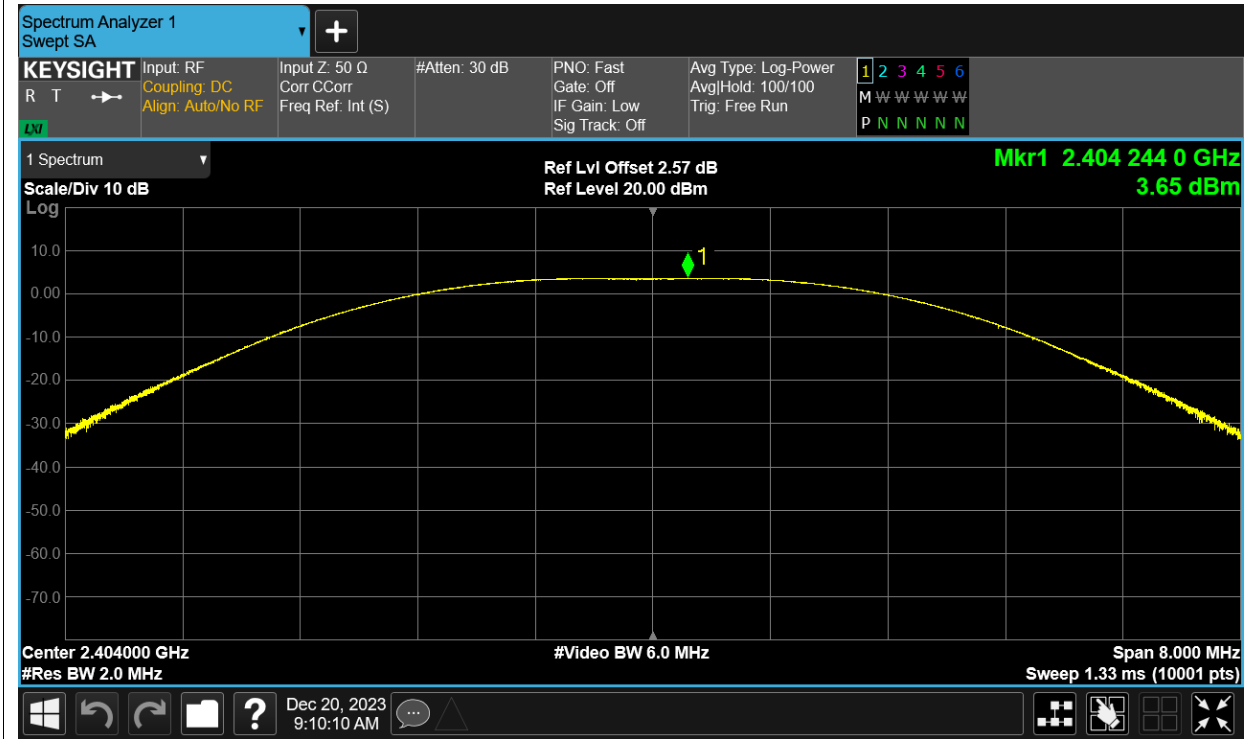 Spectrum Analyzer 1
Swept SA
KEYSIGHT
R T
LXI
Input: RF
Coupling: DC
Align: Auto/No RF
Input Z: 50 Ω
Corr CCorr
Freq Ref: Int (S)
#Atten: 30 dB
PNO: Fast
Gate: Off
IF Gain: Low
Sig Track: Off
Avg Type: Log-Power
Avg|Hold: 100/100
Trig: Free Run
1 2 3 4 5 6
M W W W W W
P N N N N N
1 Spectrum
Scale/Div 10 dB
Log
Ref Lvl Offset 2.57 dB
Ref Level 20.00 dBm
Mkr1 2.404 244 0 GHz
3.65 dBm
1
10.0
0.00
-10.0
-20.0
-30.0
-40.0
-50.0
-60.0
-70.0
Center 2.404000 GHz
#Res BW 2.0 MHz
#Video BW 6.0 MHz
Span 8.000 MHz
Sweep 1.33 ms (10001 pts)
?
Dec 20, 2023
9:10:10 AM